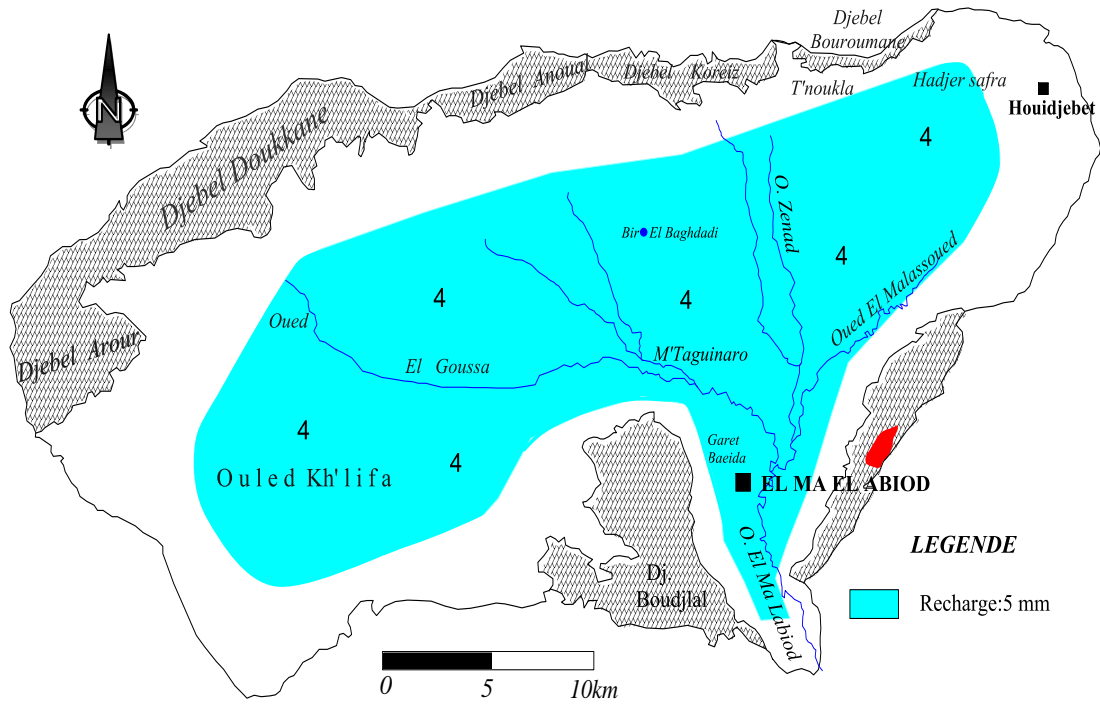 Djebel
Bouroumane
Djebel Anoual
Djebel Koreiz
T'noukla
Hadjer safra
Houidjebet
N
Djebel Doukkane
4
O. Zenad
Bir El Baghdadi
4
4
4
Oued El Malassoued
Oued
El Goussa
M'Taguinaro
Djebel Arour
4
4
Ouled Kh'lifa
Garet
Baeida
EL MA EL ABIOD
O. El Ma Labiod
Dj.
Boudjlal
LEGENDE
Recharge:5 mm
0 5 10km